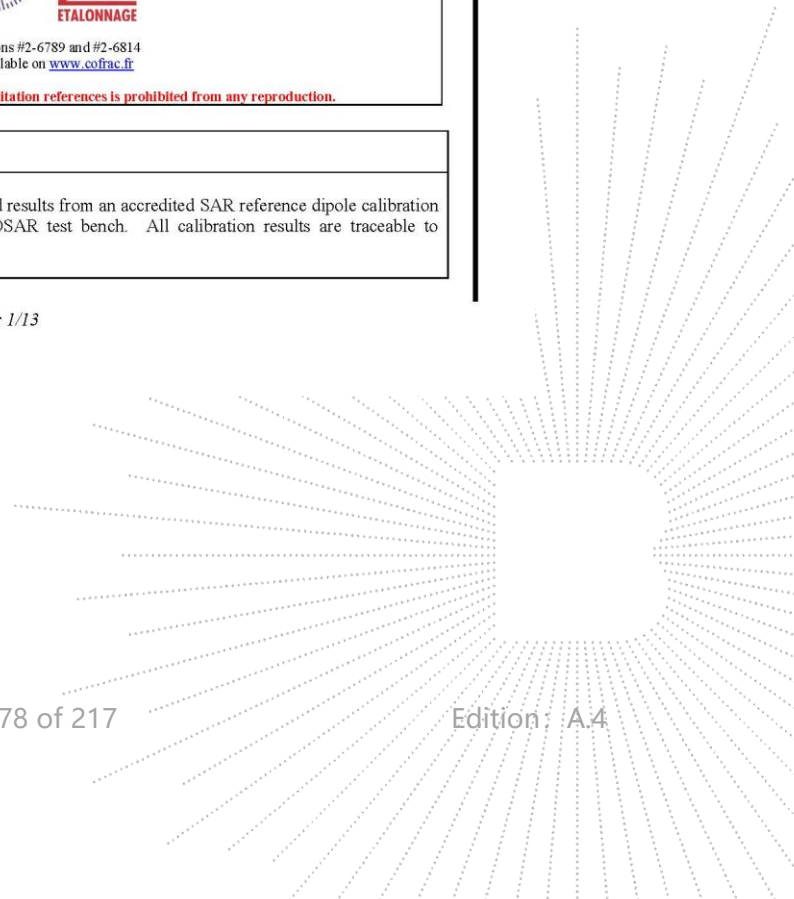 ETALONNAGE
ns #2-6789 and #2-6814
lable on www.cofrac.fr
itation references is prohibited from any reproduction.
l results from an accredited SAR reference dipole calibration
OSAR test bench. All calibration results are traceable to
: 1/13
78 of 217
Edition: A.4